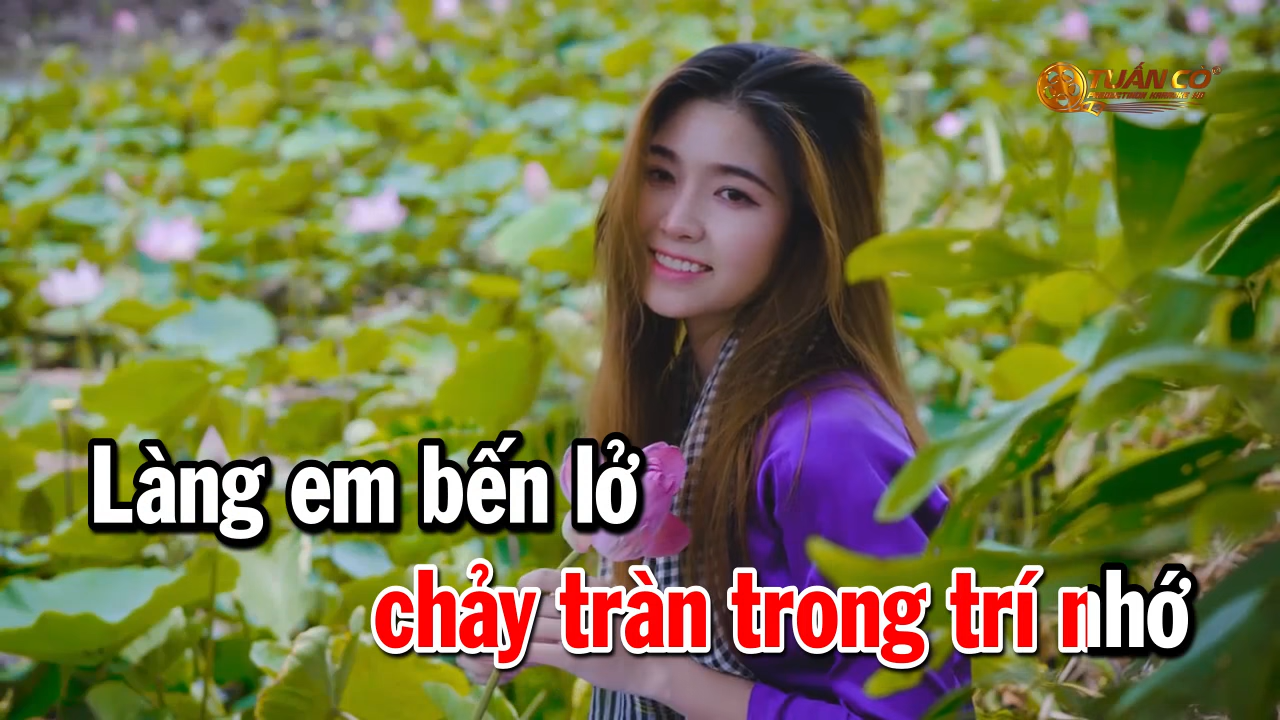 TUẤN CÒ
Làng em bến lở
chảy tràn trong trí nhớ